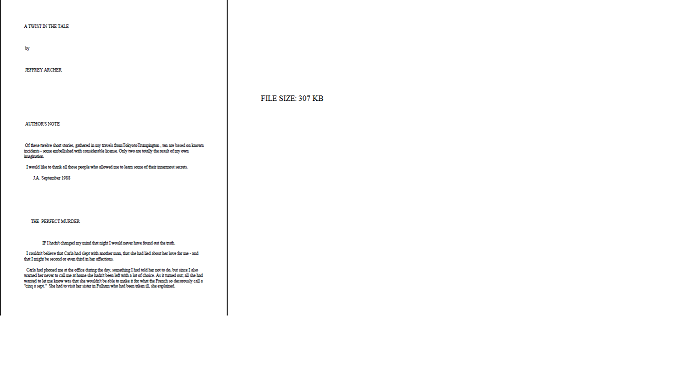 A TWIST IN THE TALE
by
JEFFREY ARCHER
FILE SIZE: 307 KB
AUTHOR'S NOTE
Of these twelve short stories, gathered in my travels from Tokyo to Trumpington , ten are based on known
incidents - some embellished with considerable licence. Only two are totally the result of my own
imagination.
I would like to thank all those people who allowed me to learn some of their innermost secrets.
J.A. September 1988
THE PERFECT MURDER
IF I hadn't changed my mind that night I would never have found out the truth.
I couldn't believe that Carla had slept with another man, that she had lied about her love for me - and
that I might be second or even third in her affections.
Carla had phoned me at the office during the day, something I had told her not to do, but since I also
warned her never to call me at home she hadn't been left with a lot of choice. As it turned out, all she had
wanted to let me know was that she wouldn't be able to make it for what the French so decorously call a
"cinq à sept." She had to visit her sister in Fulham who had been taken ill, she explained.